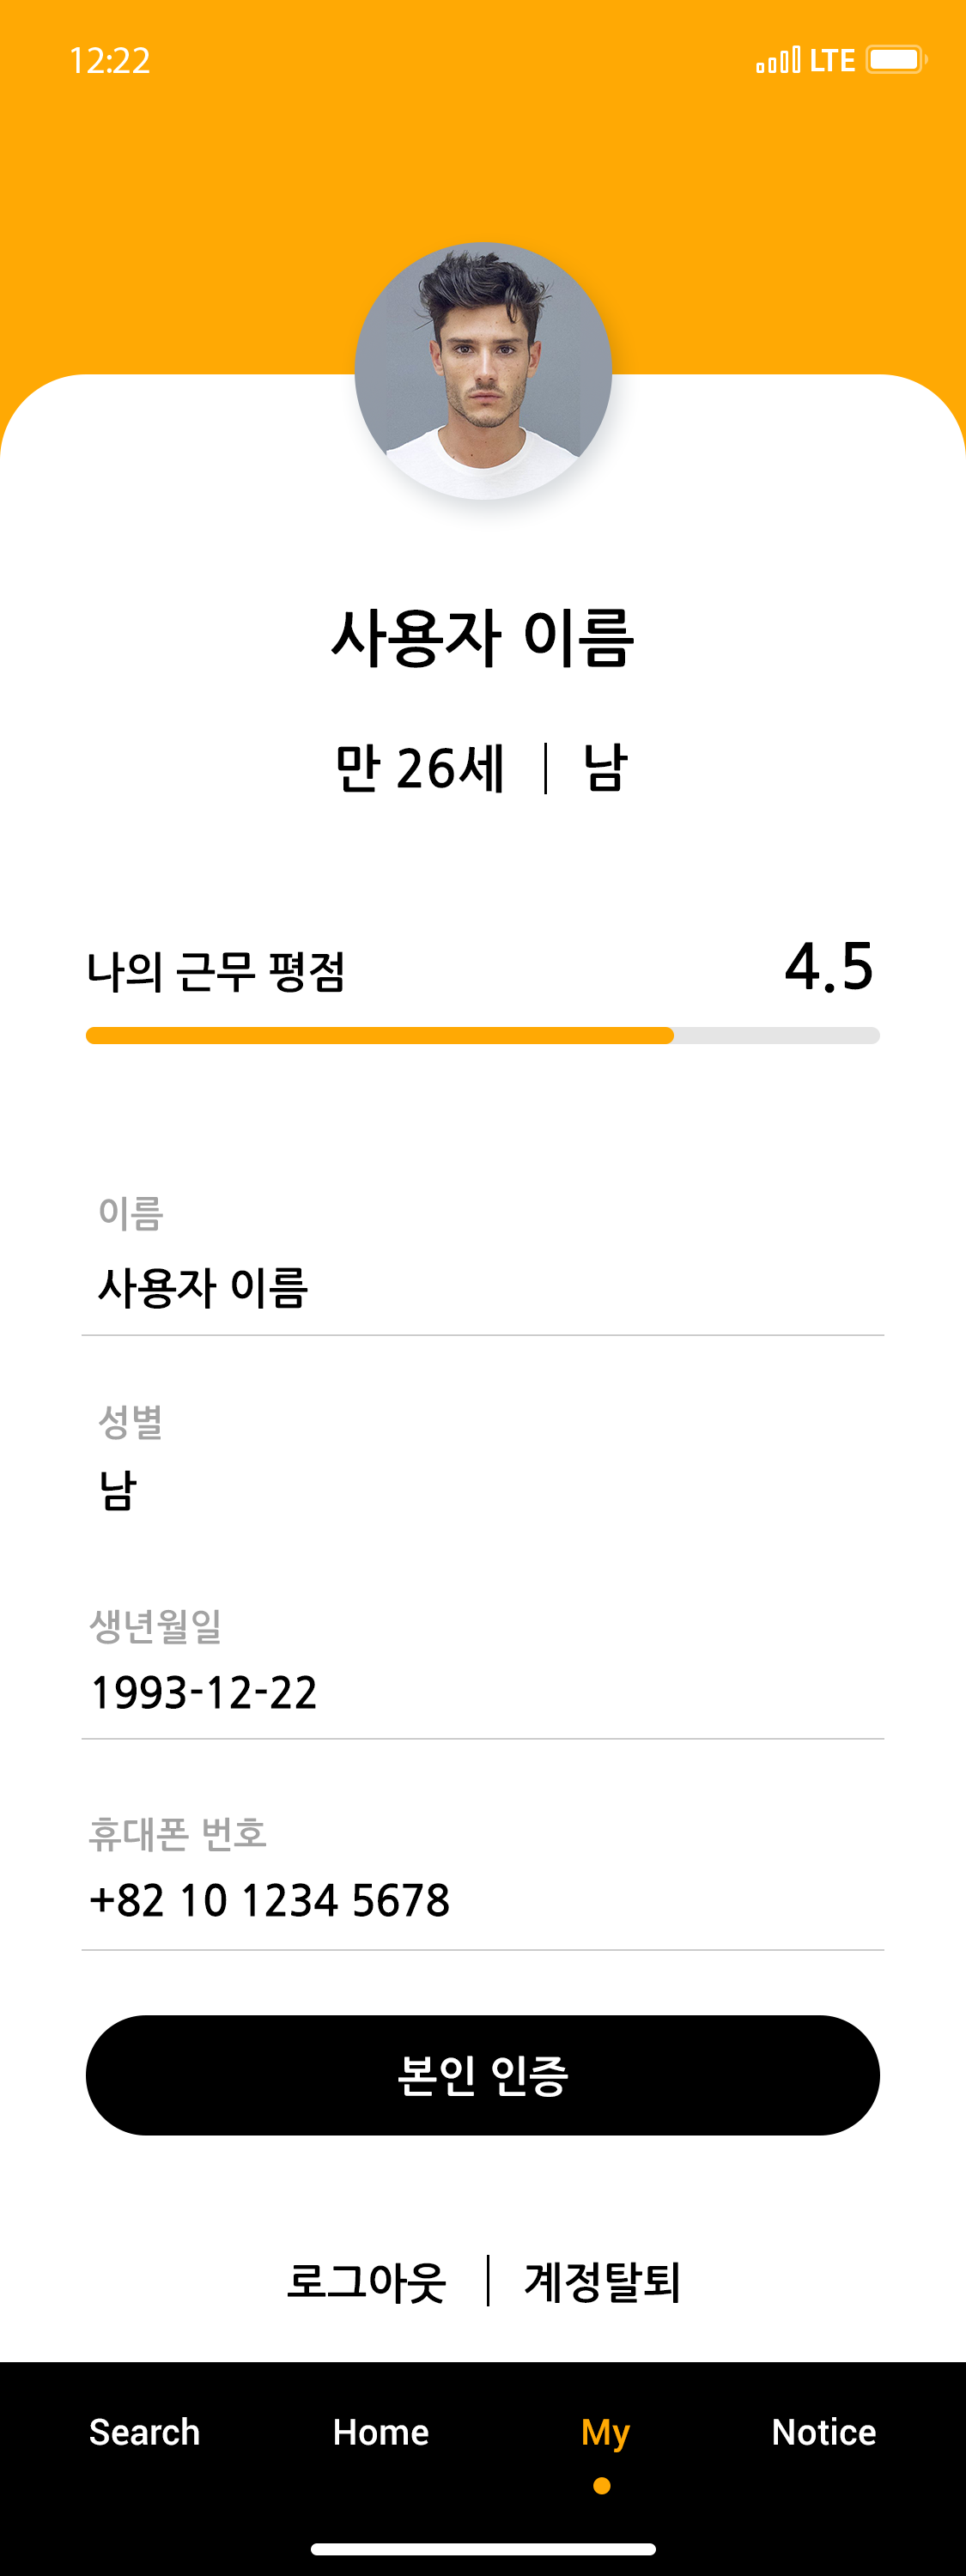 12:22 LTE
사용자 이름
만 26세 | 남
나의 근무 평점 4.5
이름
사용자 이름
성별
남
생년월일
1993-12-22
휴대폰 번호
+82 10 1234 5678
본인 인증
로그아웃 | 계정탈퇴
Search Home My Notice